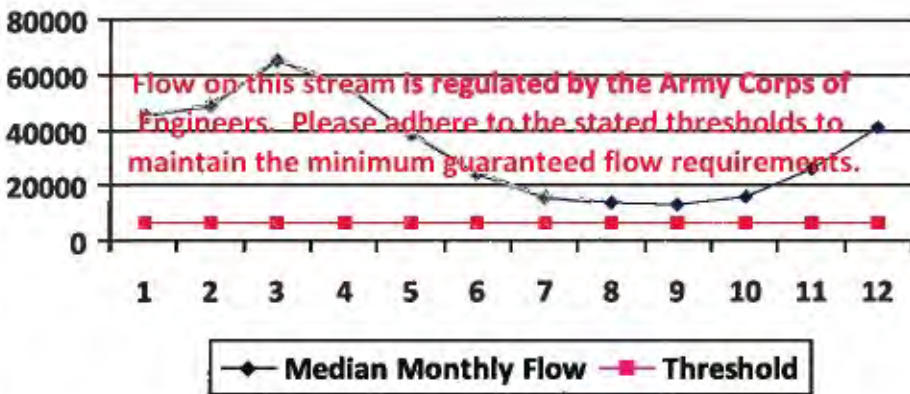 80000
60000
40000
20000
0
Flow on this stream is regulated by the Army Corps of
Engineers. Please adhere to the stated thresholds to
maintain the minimum guaranteed flow requirements.
1 2 3 4 5 6 7 8 9 10 11 12
Median Monthly Flow Threshold